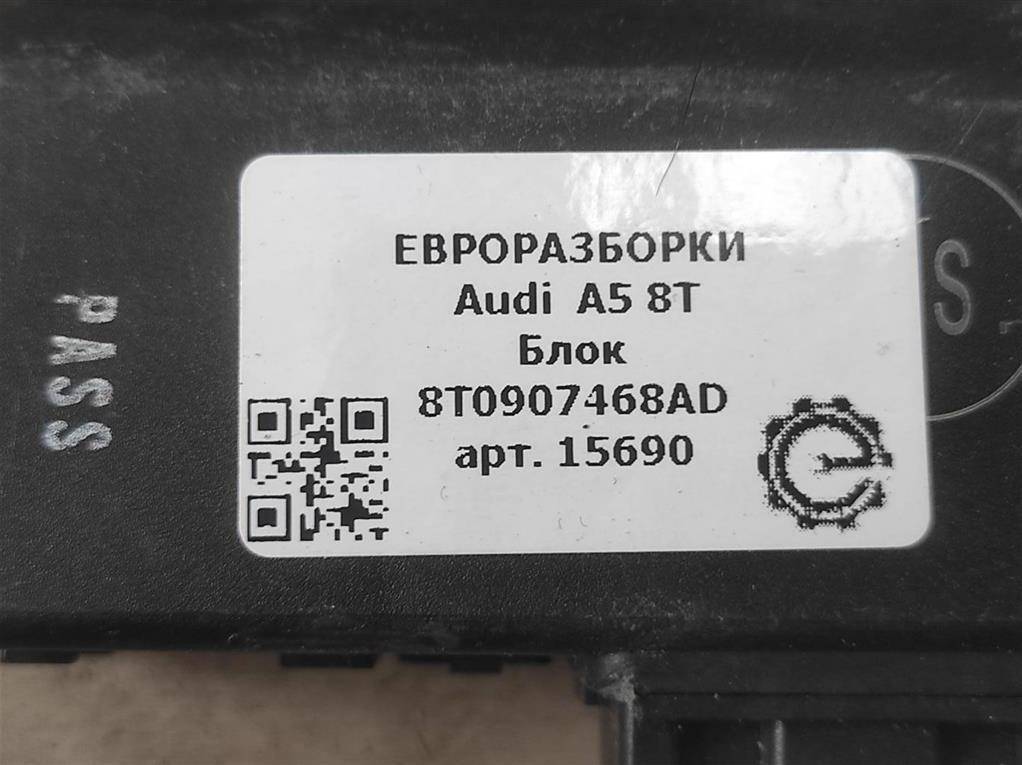 ЕВРОРАЗБОРКИ
Audi A5 8T
Блок
8T0907468AD
арт. 15690
PASS
S